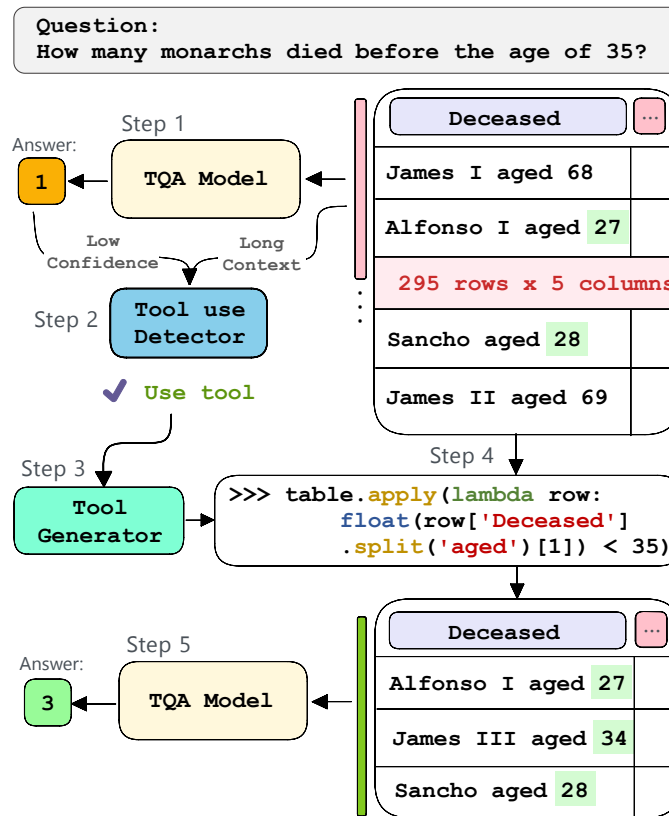 Question:
How many monarchs died before the age of 35?
Step 1
Answer:
1
TQA Model
Deceased
...
James I aged 68
Alfonso I aged 27
295 rows x 5 columns
Sancho aged 28
James II aged 69
Low
Confidence
Long
Context
Step 2
Tool use
Detector
Use tool
Step 3
Tool
Generator
Step 4
>>> table.apply(lambda row:
float(row['Deceased']
.split('aged')[1]) < 35)
Step 5
Answer:
3
TQA Model
Deceased
...
Alfonso I aged 27
James III aged 34
Sancho aged 28